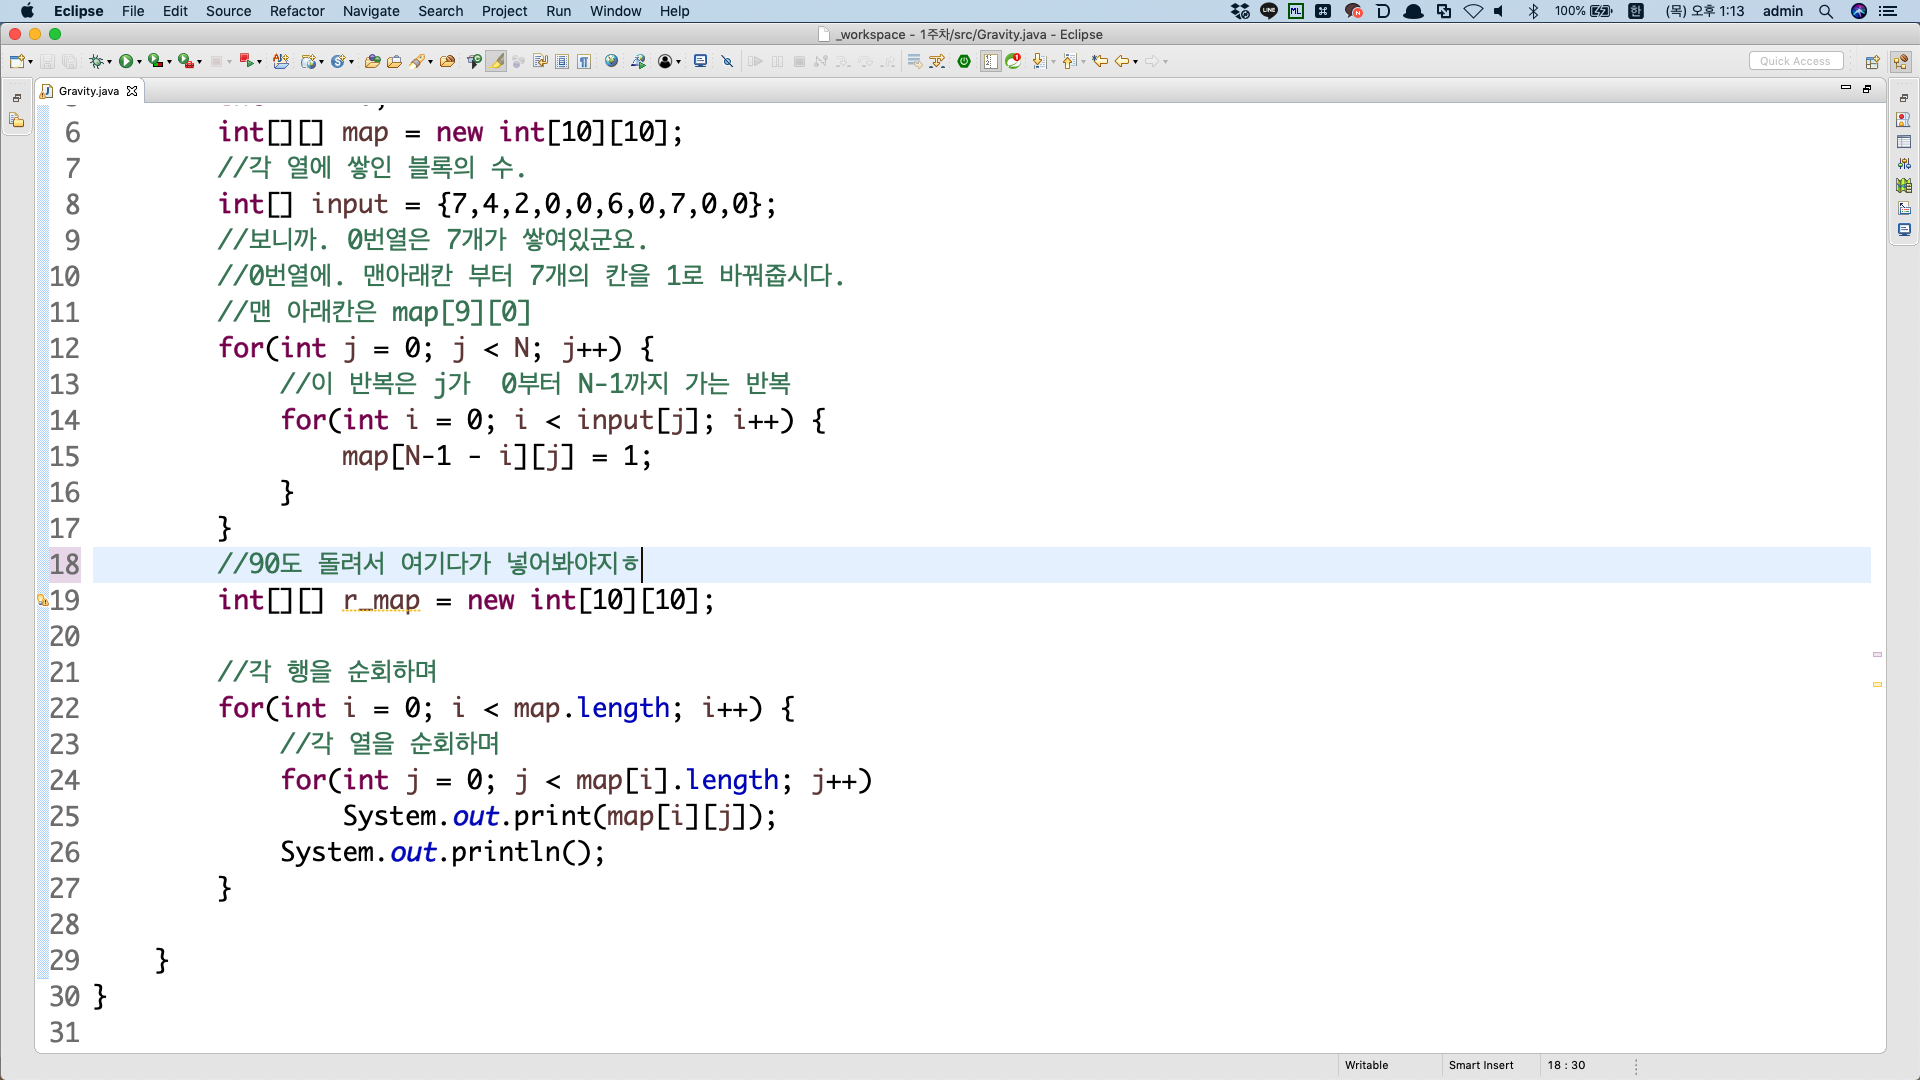 Eclipse File Edit Source Refactor Navigate Search Project Run Window Help 100% 한 (목) 오후 1:13 admin
_workspace - 1주차/src/Gravity.java - Eclipse
Quick Access
Gravity.java
6 int[][] map = new int[10][10];
7 //각 열에 쌓인 블록의 수.
8 int[] input = {7,4,2,0,0,6,0,7,0,0};
9 //보니까. 0번열은 7개가 쌓여있군요.
10 //0번열에. 맨아래칸 부터 7개의 칸을 1로 바꿔줍시다.
11 //맨 아래칸은 map[9][0]
12 for(int j = 0; j < N; j++) {
13 //이 반복은 j가 0부터 N-1까지 가는 반복
14 for(int i = 0; i < input[j]; i++) {
15 map[N-1 - i][j] = 1;
16 }
17 }
18 //90도 돌려서 여기다가 넣어봐야지ㅎ
19 int[][] r_map = new int[10][10];
20
21 //각 행을 순회하며
22 for(int i = 0; i < map.length; i++) {
23 //각 열을 순회하며
24 for(int j = 0; j < map[i].length; j++)
25 System.out.print(map[i][j]);
26 System.out.println();
27 }
28
29 }
30 }
31
Writable Smart Insert 18 : 30